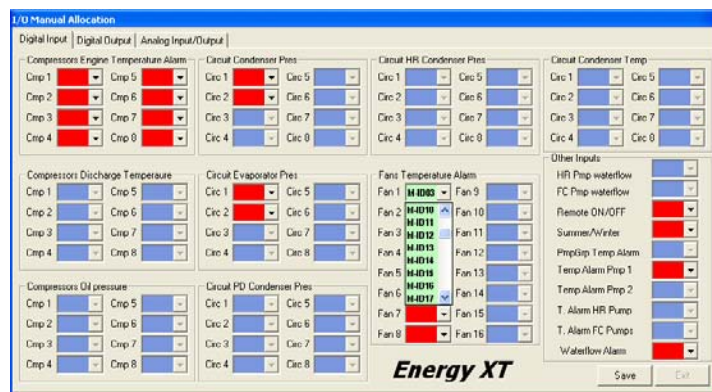 I/O Manual Allocation
Digital Input Digital Output Analog Input/Output
Compressors Engine Temperature Alarm
Cmp 1 Cmp 5
Cmp 2 Cmp 6
Cmp 3 Cmp 7
Cmp 4 Cmp 8
Circuit Condenser Pres
Circ 1 Circ 5
Circ 2 Circ 6
Circ 3 Circ 7
Circ 4 Circ 8
Circuit HR Condenser Pres
Circ 1 Circ 5
Circ 2 Circ 6
Circ 3 Circ 7
Circ 4 Circ 8
Circuit Condenser Temp
Circ 1 Circ 5
Circ 2 Circ 6
Circ 3 Circ 7
Circ 4 Circ 8
Compressors Discharge Temperaure
Cmp 1 Cmp 5
Cmp 2 Cmp 6
Cmp 3 Cmp 7
Cmp 4 Cmp 8
Circuit Evaporator Pres
Circ 1 Circ 5
Circ 2 Circ 6
Circ 3 Circ 7
Circ 4 Circ 8
Fans Temperature Alarm
Fan 1 M-ID03 Fan 9
Fan 2 M-ID10 Fan 10
M-ID11
Fan 3 M-ID12 Fan 11
M-ID13
Fan 4 M-ID14 Fan 12
Fan 5 M-ID15 Fan 13
M-ID16
Fan 6 M-ID17 Fan 14
Fan 7 Fan 15
Fan 8 Fan 16
Other Inputs
HR Pmp waterflow
FC Pmp waterflow
Remote ON/OFF
Summer/Winter
PmpGrp Temp Alarm
Temp Alarm Pmp 1
Temp Alarm Pmp 2
T. Alarm HR Pump
T. Alarm FC Pumps
Waterflow Alarm
Compressors Oil pressure
Cmp 1 Cmp 5
Cmp 2 Cmp 6
Cmp 3 Cmp 7
Cmp 4 Cmp 8
Circuit PD Condenser Pres
Circ 1 Circ 5
Circ 2 Circ 6
Circ 3 Circ 7
Circ 4 Circ 8
Energy XT
Save Exit